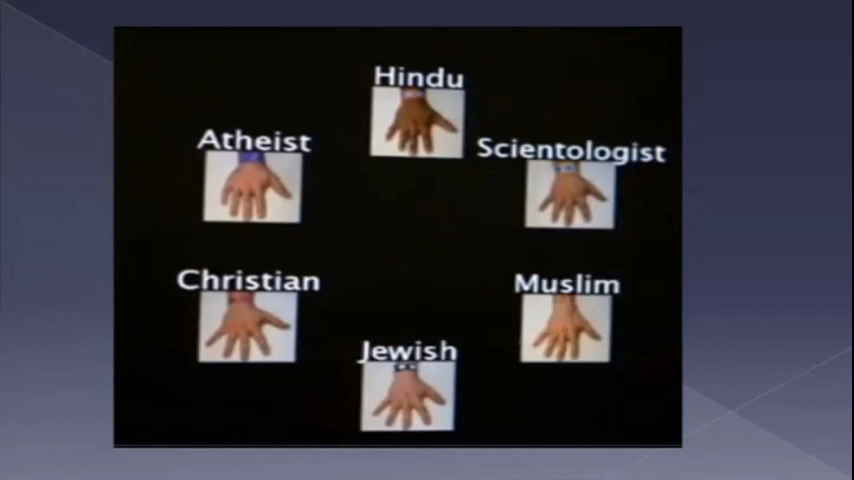 Hindu
Atheist
Scientologist
Christian
Muslim
Jewish